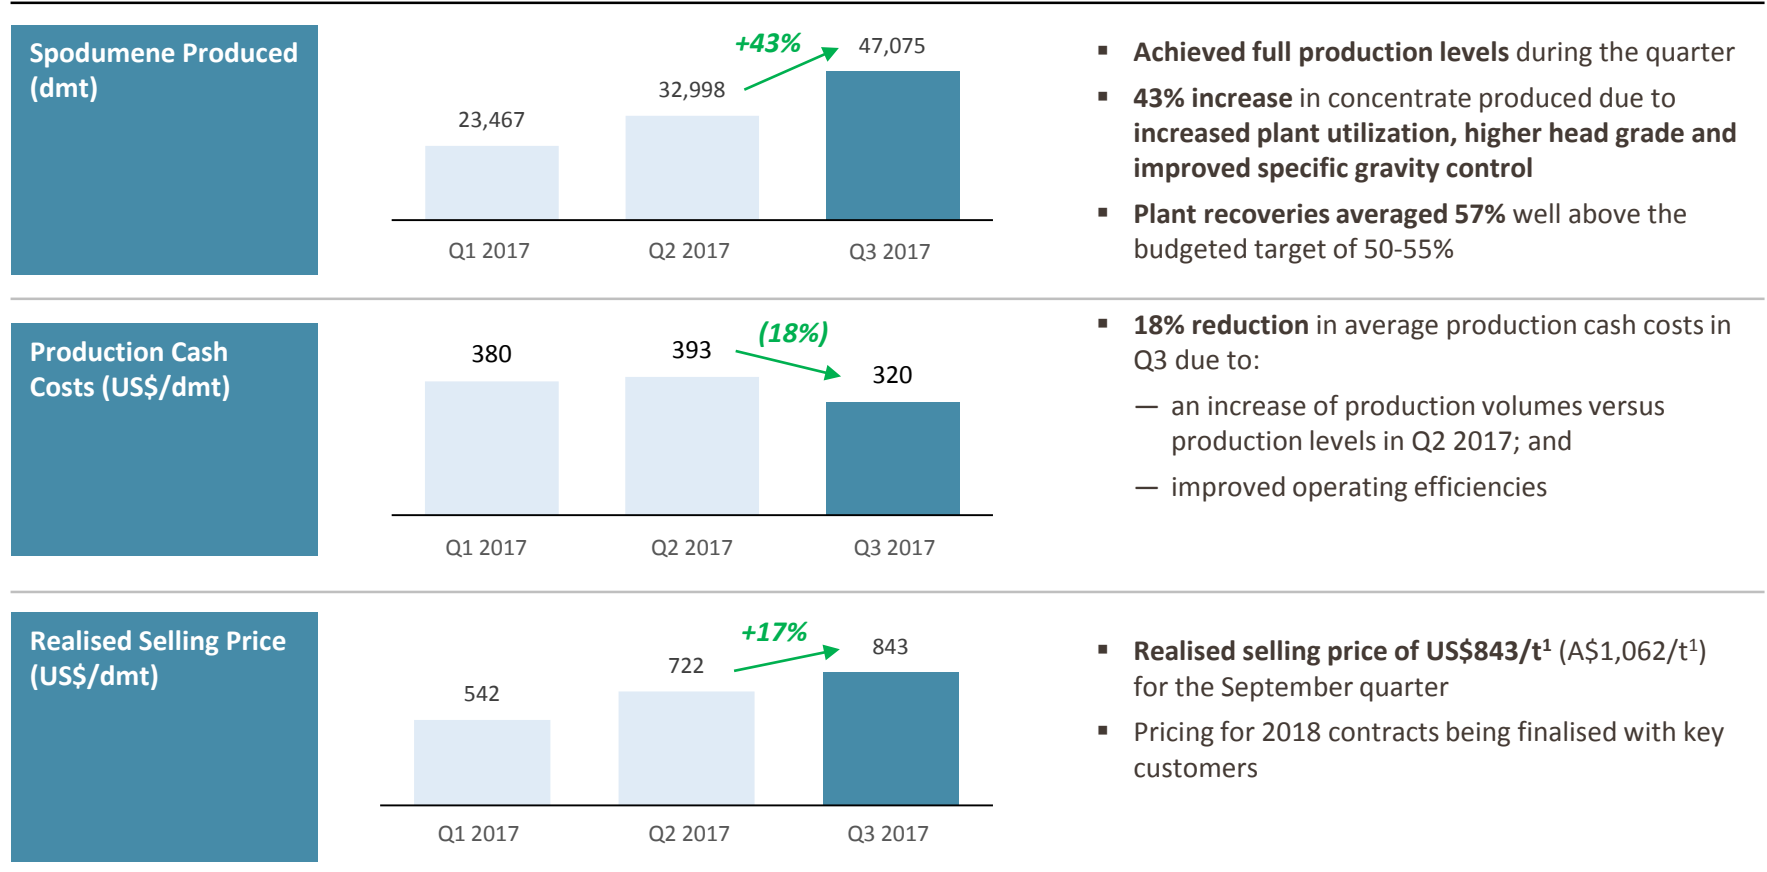 Spodumene Produced
(dmt)
+43%
47,075
32,998
23,467
Q1 2017
Q2 2017
Q3 2017
▪ Achieved full production levels during the quarter
▪ 43% increase in concentrate produced due to
increased plant utilization, higher head grade and
improved specific gravity control
▪ Plant recoveries averaged 57% well above the
budgeted target of 50-55%
Production Cash
Costs (US$/dmt)
(18%)
380
393
320
Q1 2017
Q2 2017
Q3 2017
▪ 18% reduction in average production cash costs in
Q3 due to:
— an increase of production volumes versus
production levels in Q2 2017; and
— improved operating efficiencies
Realised Selling Price
(US$/dmt)
+17%
843
722
542
Q1 2017
Q2 2017
Q3 2017
▪ Realised selling price of US$843/t¹ (A$1,062/t¹)
for the September quarter
▪ Pricing for 2018 contracts being finalised with key
customers